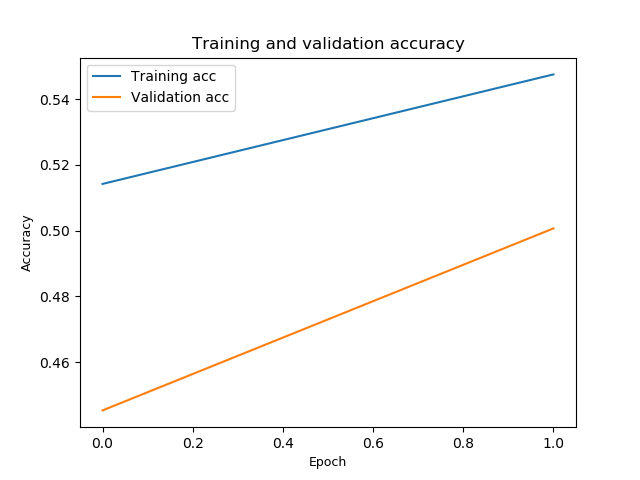 Training and validation accuracy
Training acc
Validation acc
0.54
0.52
0.50
0.48
0.46
Accuracy
0.0 0.2 0.4 0.6 0.8 1.0
Epoch